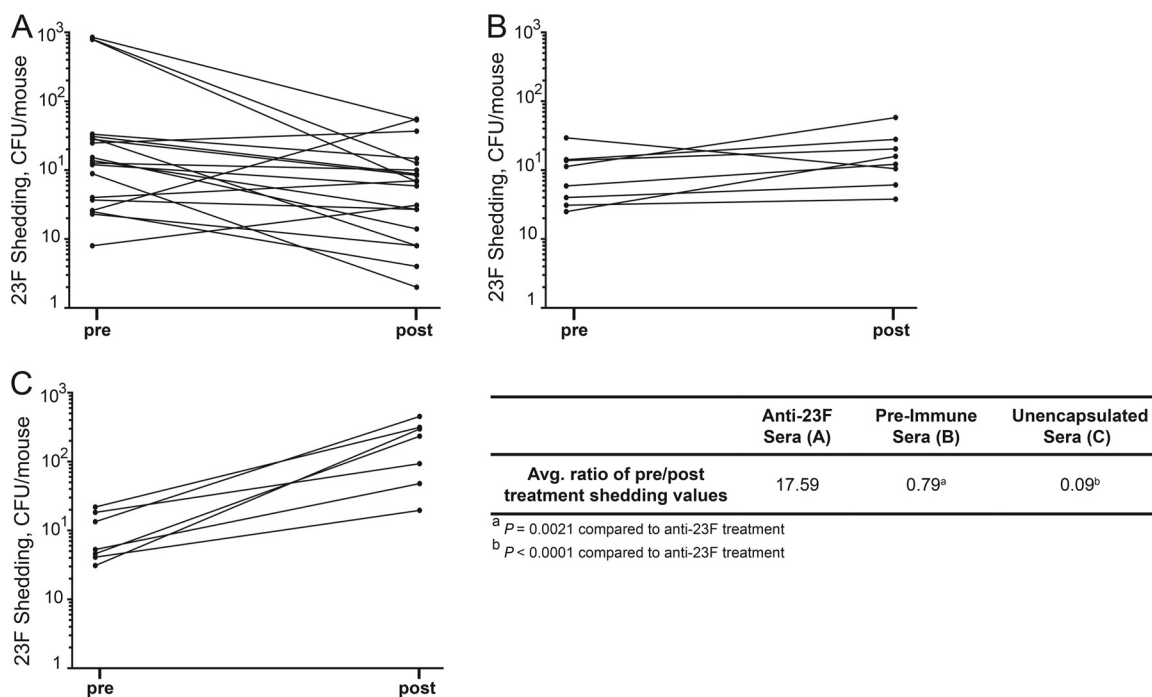 A
23F Shedding, CFU/mouse
10³
10²
10¹
10
1
pre post
B
23F Shedding, CFU/mouse
10³
10²
10¹
10
1
pre post
C
23F Shedding, CFU/mouse
10³
10²
10¹
10
1
pre post
Anti-23F Pre-Immune Unencapsulated
Sera (A) Sera (B) Sera (C)
Avg. ratio of pre/post
treatment shedding values
17.59 0.79ᵃ 0.09ᵇ
ᵃ P = 0.0021 compared to anti-23F treatment
ᵇ P < 0.0001 compared to anti-23F treatment